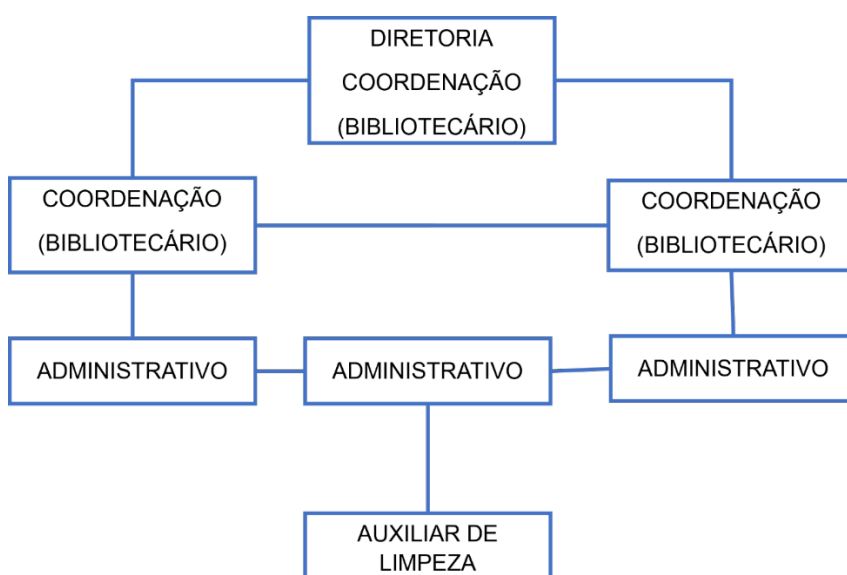 DIRETORIA
COORDENAÇÃO
(BIBLIOTECÁRIO)
COORDENAÇÃO
(BIBLIOTECÁRIO)
COORDENAÇÃO
(BIBLIOTECÁRIO)
ADMINISTRATIVO
ADMINISTRATIVO
ADMINISTRATIVO
AUXILIAR DE
LIMPEZA